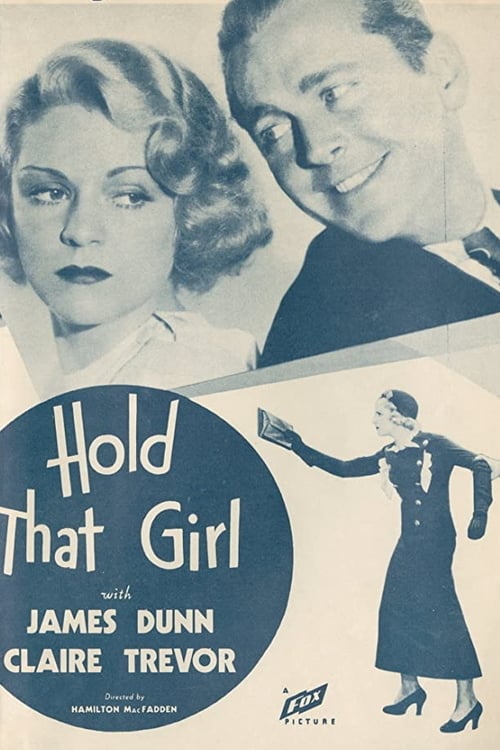 Hold
That Girl
with
JAMES DUNN
CLAIRE TREVOR
Directed by
HAMILTON MacFADDEN
A
FOX
PICTURE